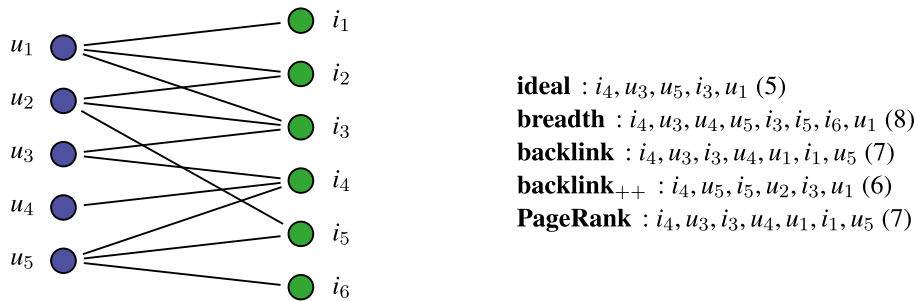 u₁
u₂
u₃
u₄
u₅
i₁
i₂
i₃
i₄
i₅
i₆
ideal : i₄, u₃, u₅, i₃, u₁ (5)
breadth : i₄, u₃, u₄, u₅, i₃, i₅, i₆, u₁ (8)
backlink : i₄, u₃, i₃, u₄, u₁, i₁, u₅ (7)
backlink₊₊ : i₄, u₅, i₅, u₂, i₃, u₁ (6)
PageRank : i₄, u₃, i₃, u₄, u₁, i₁, u₅ (7)